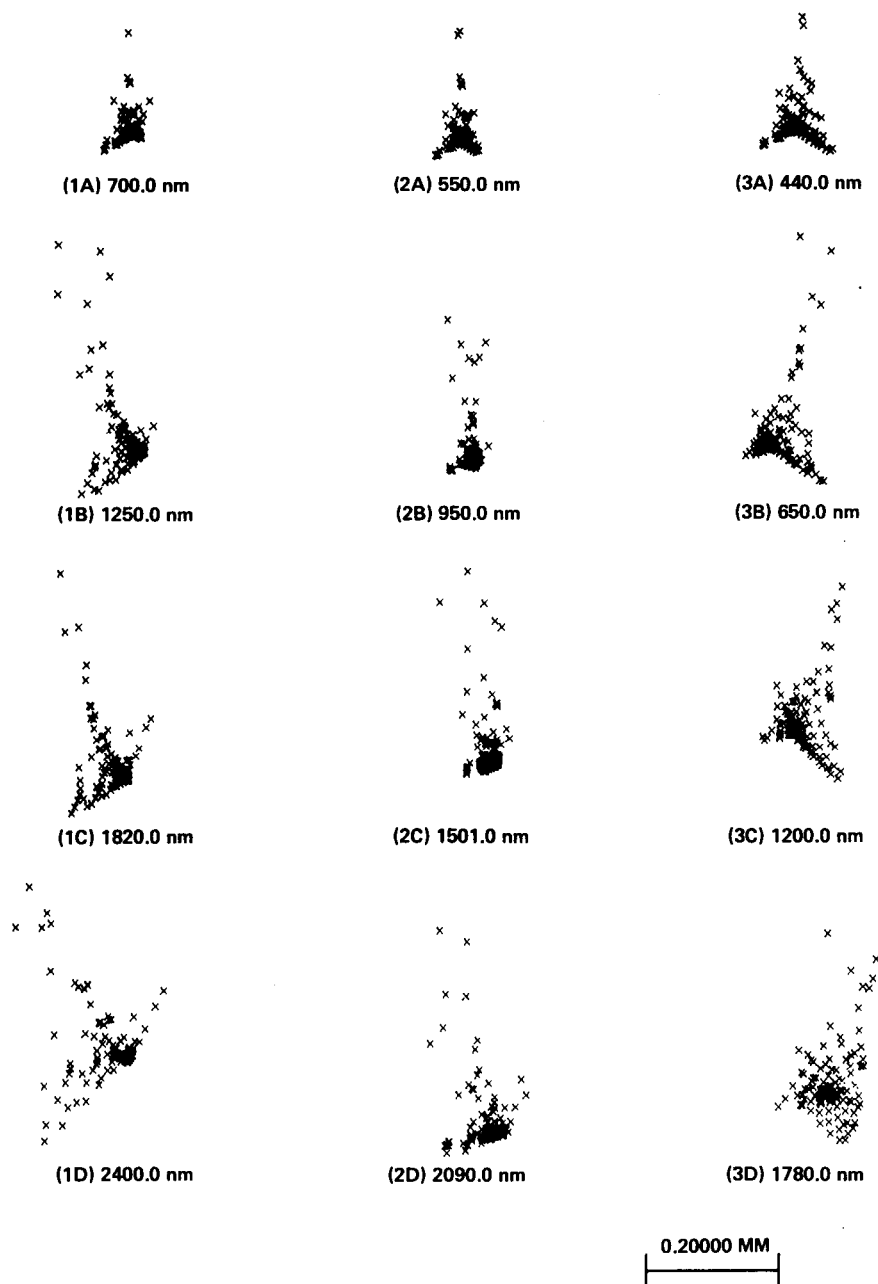 (1A) 700.0 nm
(2A) 550.0 nm
(3A) 440.0 nm
(1B) 1250.0 nm
(2B) 950.0 nm
(3B) 650.0 nm
(1C) 1820.0 nm
(2C) 1501.0 nm
(3C) 1200.0 nm
(1D) 2400.0 nm
(2D) 2090.0 nm
(3D) 1780.0 nm
0.20000 MM